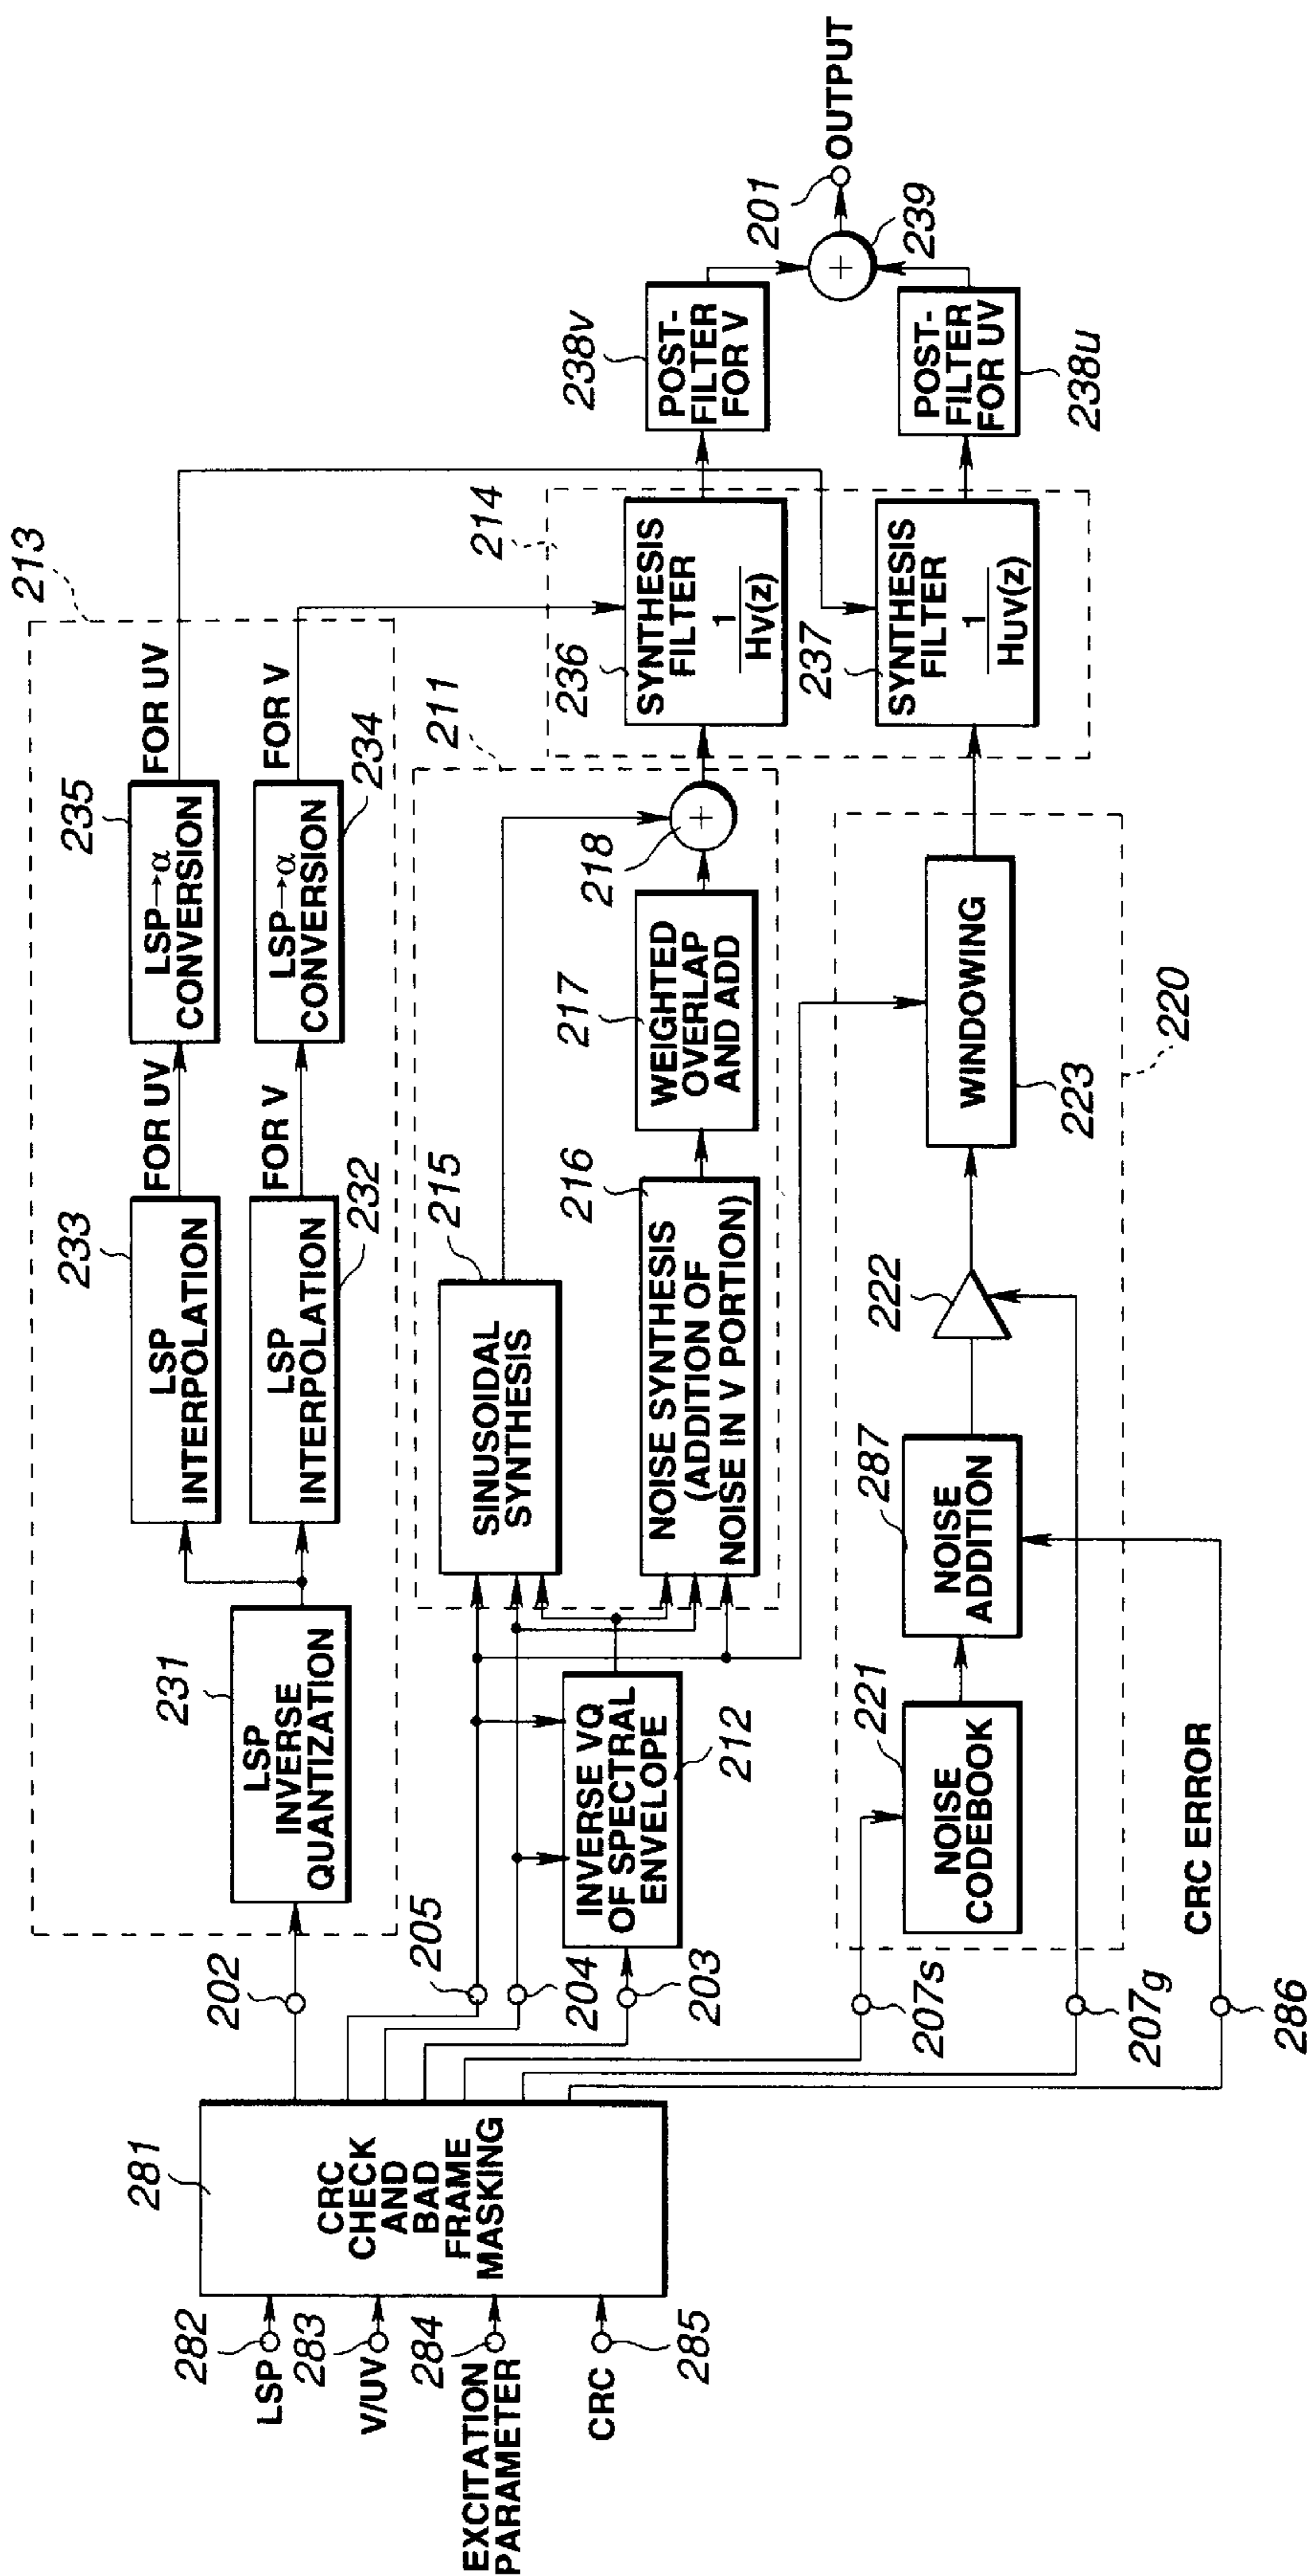 282
LSP
283
V/UV
284
EXCITATION
PARAMETER
CRC
285
281
CRC
CHECK
AND
BAD
FRAME
MASKING
202
205
204
203
207s
207g
286
CRC ERROR
213
231
LSP
INVERSE
QUANTIZATION
233
LSP
INTERPOLATION
LSP
INTERPOLATION
232
FOR UV
FOR V
235
LSP→α
CONVERSION
LSP→α
CONVERSION
234
FOR UV
FOR V
INVERSE VQ
OF SPECTRAL
ENVELOPE
212
211
215
SINUSOIDAL
SYNTHESIS
216
NOISE SYNTHESIS
(ADDITION OF
NOISE IN V PORTION)
217
WEIGHTED
OVERLAP
AND ADD
218
+
221
NOISE
CODEBOOK
287
NOISE
ADDITION
222
WINDOWING
223
220
214
236
SYNTHESIS
FILTER
1
Hv(z)
237
SYNTHESIS
FILTER
1
Huv(z)
238v
POST-
FILTER
FOR V
POST-
FILTER
FOR UV
238u
+
239
201
OUTPUT